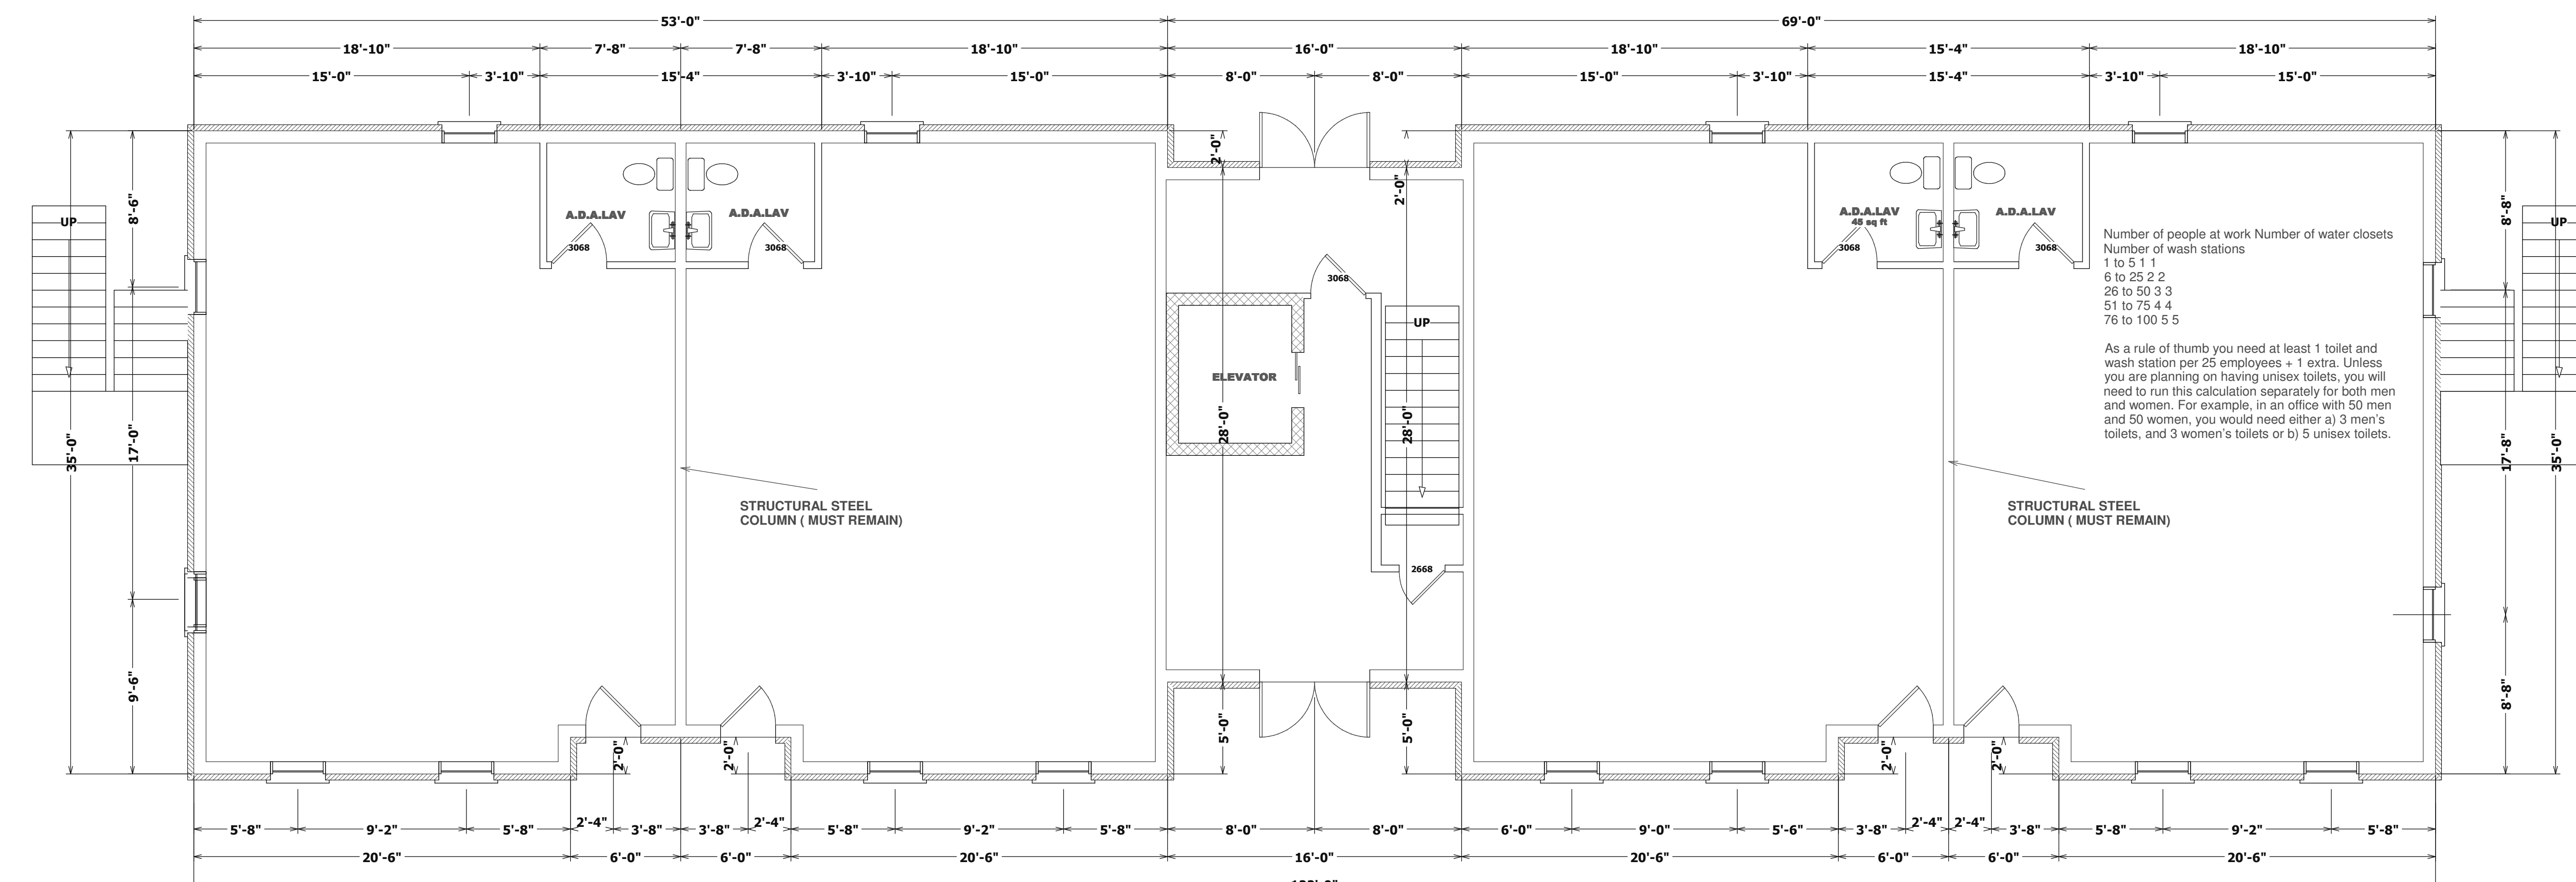 53'-0" 69'-0"
18'-10" 7'-8" 7'-8" 18'-10" 16'-0" 18'-10" 15'-4" 18'-10"
15'-0" 3'-10" 15'-4" 3'-10" 15'-0" 8'-0" 8'-0" 15'-0" 3'-10" 15'-4" 3'-10" 15'-0"
2'-0"
2'-0"
8'-6"
8'-8"
UP
UP
A.D.A.LAV
A.D.A.LAV
A.D.A.LAV
45 sq ft
A.D.A.LAV
3068
3068
3068
3068
3068
Number of people at work Number of water closets
Number of wash stations
1 to 5 1 1
6 to 25 2 2
26 to 50 3 3
51 to 75 4 4
76 to 100 5 5
As a rule of thumb you need at least 1 toilet and
wash station per 25 employees + 1 extra. Unless
you are planning on having unisex toilets, you will
need to run this calculation separately for both men
and women. For example, in an office with 50 men
and 50 women, you would need either a) 3 men's
toilets, and 3 women's toilets or b) 5 unisex toilets.
UP
ELEVATOR
35'-0"
17'-0"
28'-0"
28'-0"
17'-8"
35'-0"
STRUCTURAL STEEL
COLUMN ( MUST REMAIN)
STRUCTURAL STEEL
COLUMN ( MUST REMAIN)
2668
9'-6"
8'-8"
2'-0"
2'-0"
5'-0"
5'-0"
2'-0"
2'-0"
5'-8" 9'-2" 5'-8" 2'-4" 3'-8" 3'-8" 2'-4" 5'-8" 9'-2" 5'-8" 8'-0" 8'-0" 6'-0" 9'-0" 5'-6" 3'-8" 2'-4" 2'-4" 3'-8" 5'-8" 9'-2" 5'-8"
20'-6" 6'-0" 6'-0" 20'-6" 16'-0" 20'-6" 6'-0" 6'-0" 20'-6"